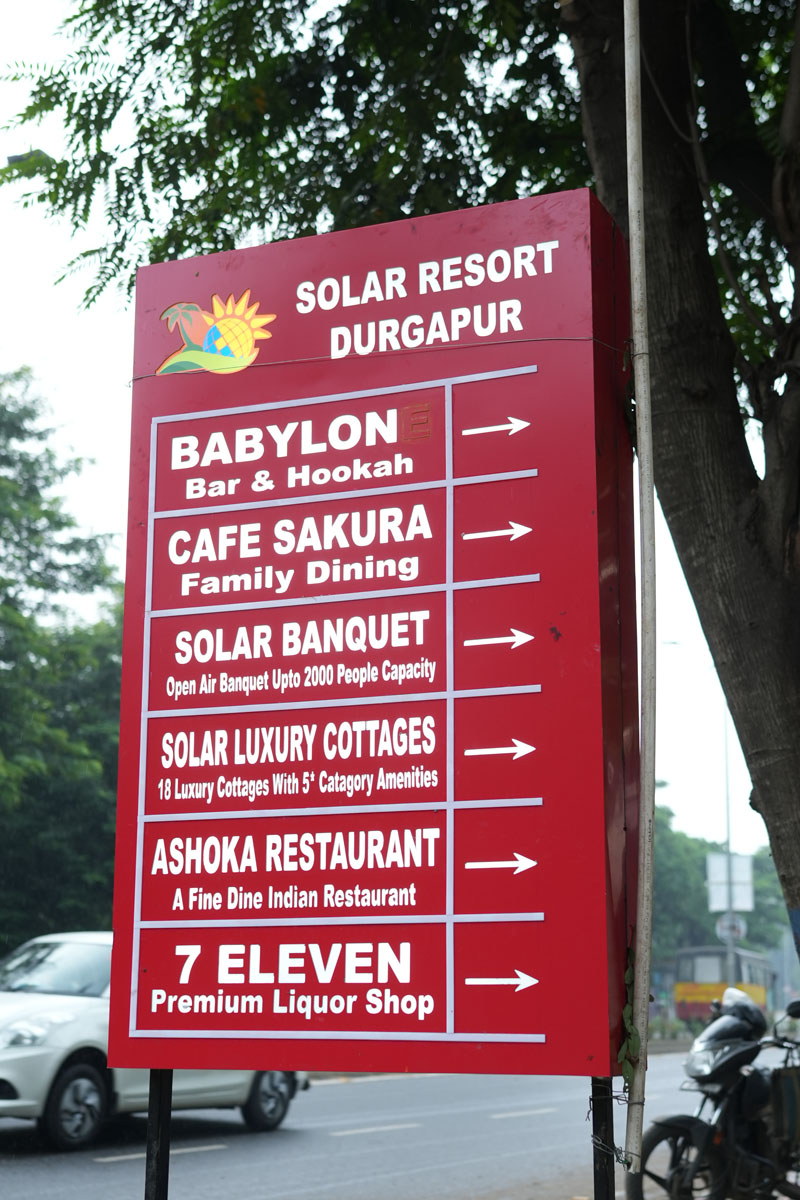 SOLAR RESORT
DURGAPUR
BABYLON
Bar & Hookah
CAFE SAKURA
Family Dining
SOLAR BANQUET
Open Air Banquet Upto 2000 People Capacity
SOLAR LUXURY COTTAGES
18 Luxury Cottages With 5* Catagory Amenities
ASHOKA RESTAURANT
A Fine Dine Indian Restaurant
7 ELEVEN
Premium Liquor Shop